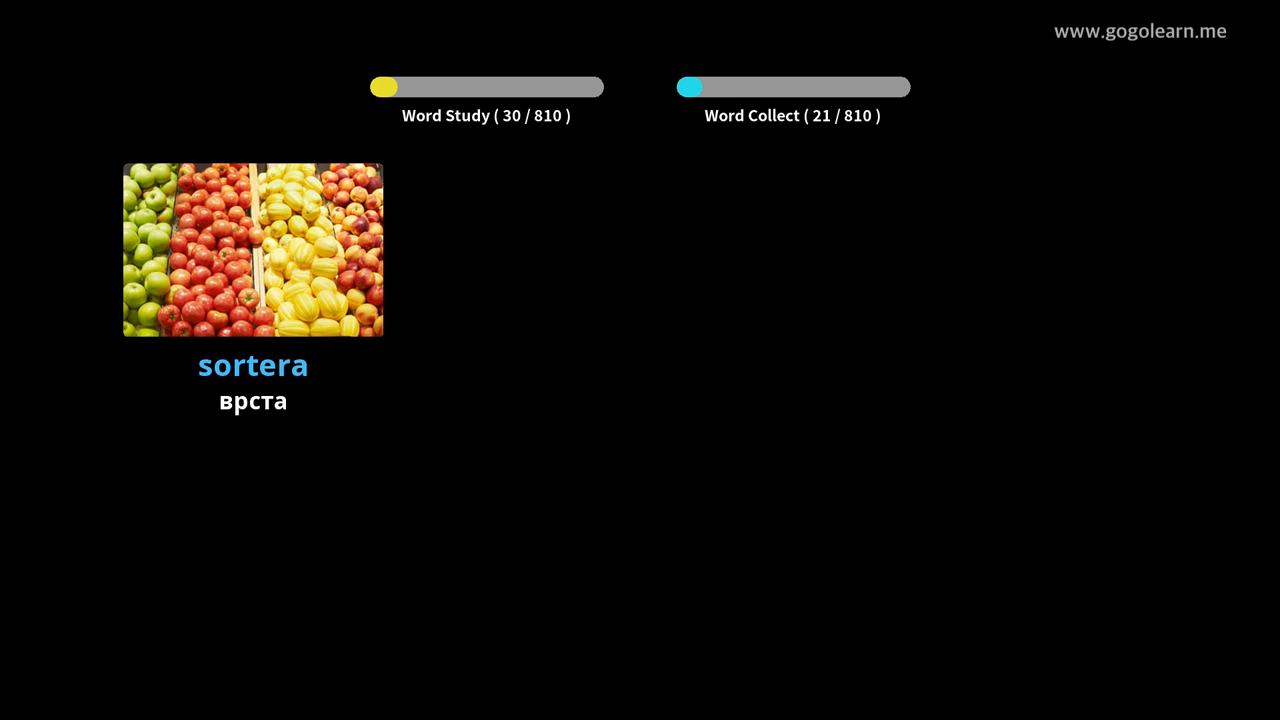 www.gogolearn.me
Word Study ( 30 / 810 )
Word Collect ( 21 / 810 )
sortera
врста